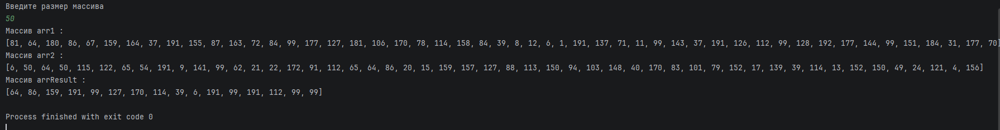 Введите размер массива
50
Массив arr1 :
[81, 64, 180, 86, 67, 159, 164, 37, 191, 155, 87, 163, 72, 84, 99, 177, 127, 181, 106, 170, 78, 114, 158, 84, 39, 8, 12, 6, 1, 191, 137, 71, 11, 99, 143, 37, 191, 126, 112, 99, 128, 192, 177, 144, 99, 151, 184, 31, 177, 70]
Массив arr2 :
[6, 50, 64, 50, 115, 122, 65, 54, 191, 9, 141, 99, 62, 21, 22, 172, 91, 112, 65, 64, 86, 20, 15, 159, 157, 127, 88, 113, 150, 94, 103, 148, 40, 170, 83, 101, 79, 152, 17, 139, 39, 114, 13, 152, 150, 49, 24, 121, 4, 156]
Массив arrResult :
[64, 86, 159, 191, 99, 127, 170, 114, 39, 6, 191, 99, 191, 112, 99, 99]
Process finished with exit code 0